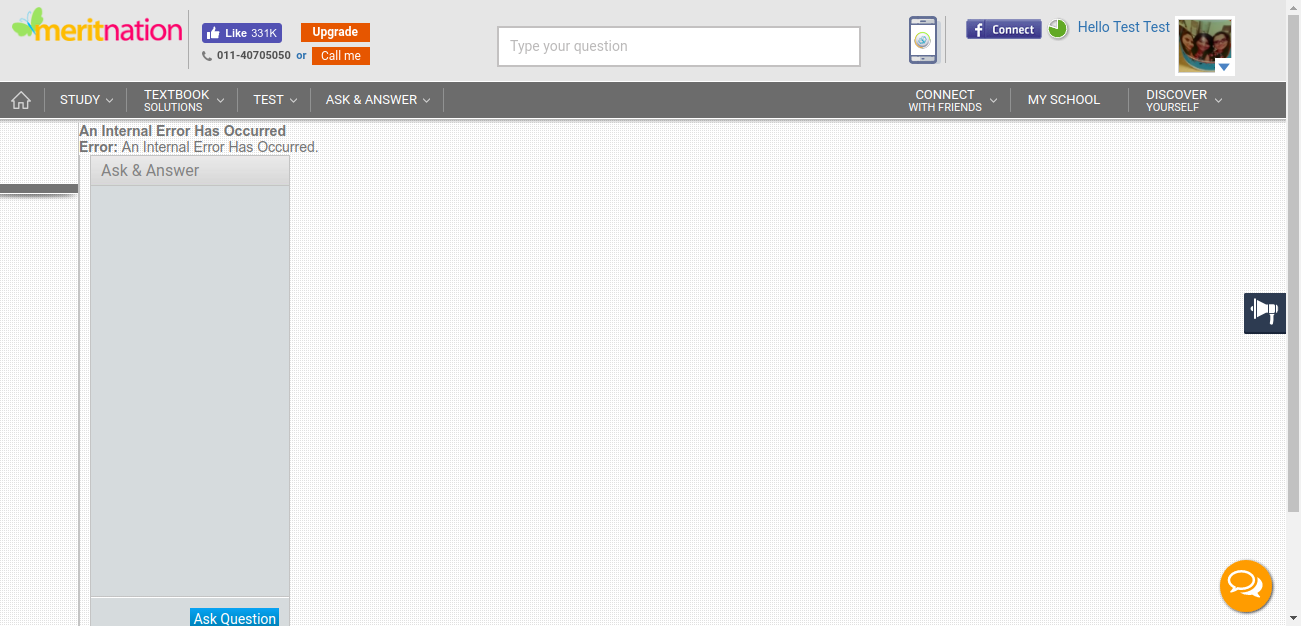 meritnation
Like 331K
Upgrade
011-40705050 or
Call me
Type your question
Connect
Hello Test Test
STUDY
TEXTBOOK
SOLUTIONS
TEST
ASK & ANSWER
CONNECT
WITH FRIENDS
MY SCHOOL
DISCOVER
YOURSELF
An Internal Error Has Occurred
Error: An Internal Error Has Occurred.
Ask & Answer
Ask Question